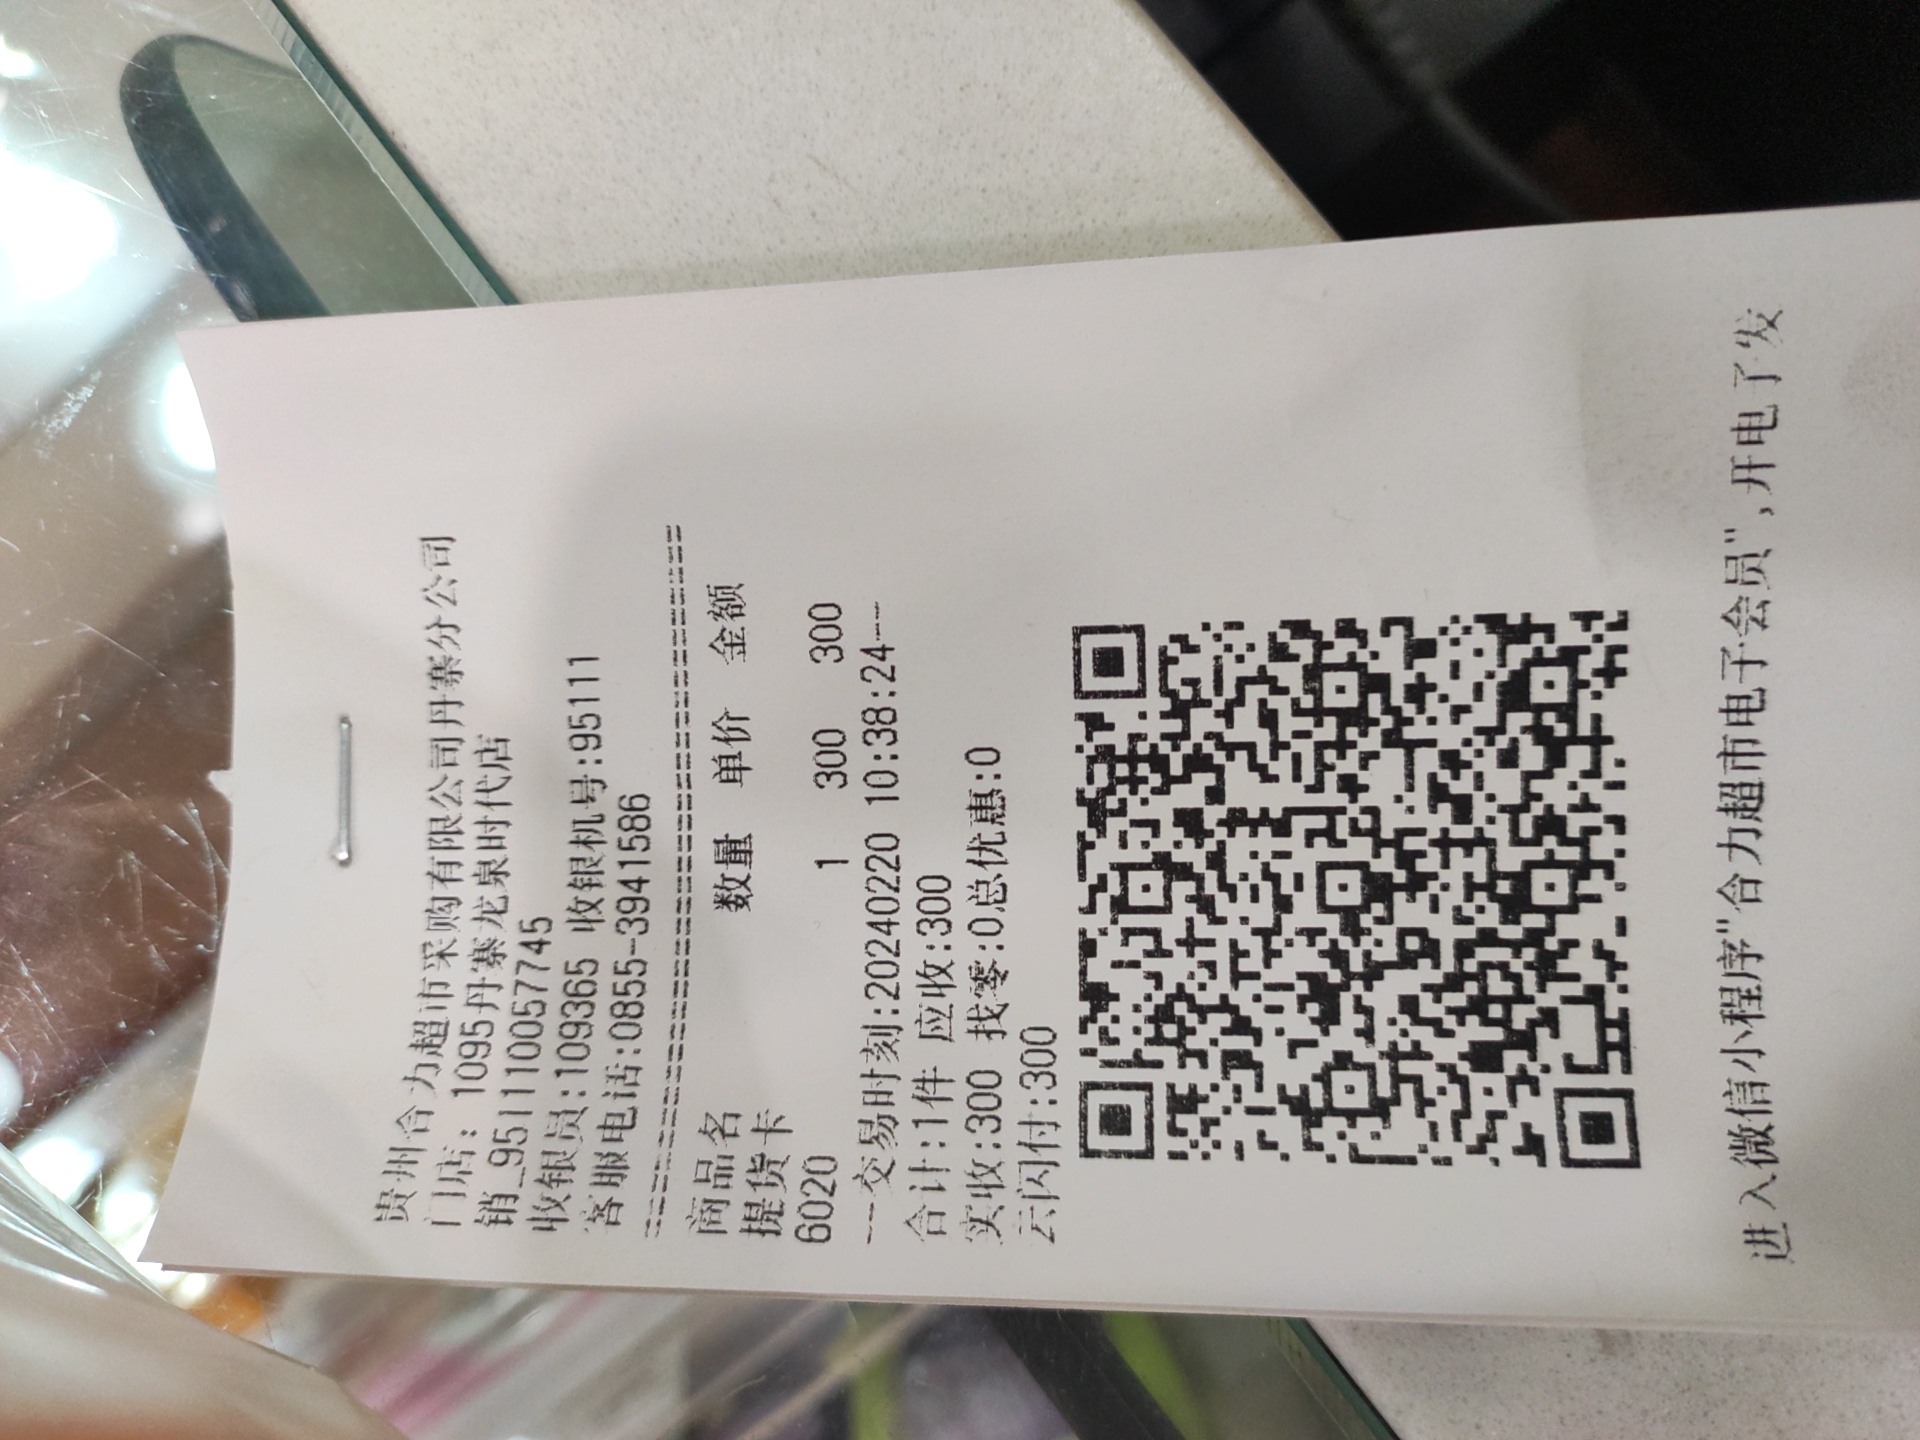 贵州合力超市采购有限公司丹寨分公司
门店: 1095丹寨龙泉时代店
销_9511110057745
收银员:109365 收银机号:95111
客服电话:0855-3941586
商品名 数量 单价 金额
提货卡
6020 1 300 300
---交易时刻:20240220 10:38:24---
合计:1件 应收:300
实收:300 找零:0总优惠:0
云闪付:300
进入微信小程序"合力超市电子会员",开电了发